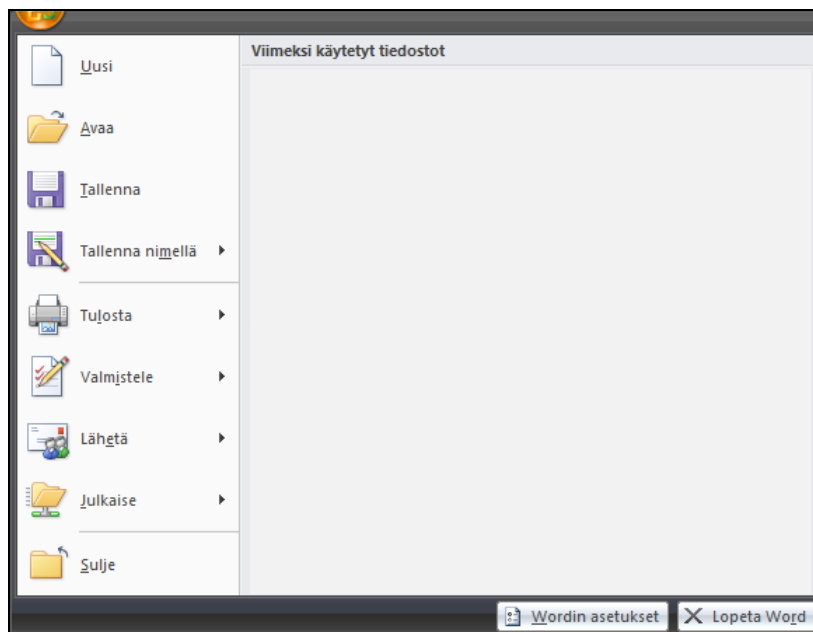 Viimeksi käytetyt tiedostot
Uusi
Avaa
Tallenna
Tallenna nimellä
Tulosta
Valmistele
Lähetä
Julkaise
Sulje
Wordin asetukset
Lopeta Word